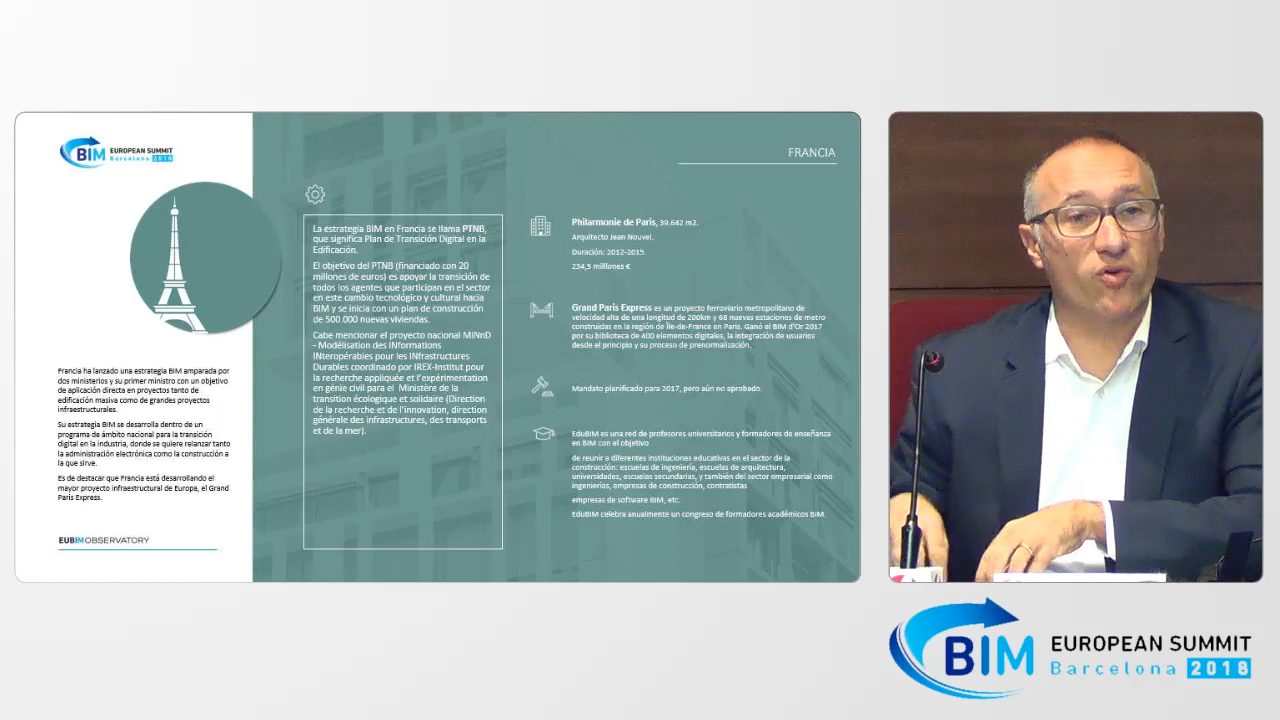 BIM EUROPEAN SUMMIT
Barcelona 2018
Francia ha lanzado una estrategia BIM amparada por
dos ministerios y su primer ministro con un objetivo
de aplicación directa en proyectos tanto de
edificación masiva como de grandes proyectos
infraestructurales.
Su estrategia BIM se desarrolla dentro de un
programa de ámbito nacional para la transición
digital en la industria, donde se quiere relanzar tanto
la administración electrónica como la construcción a
la que sirve.
Es de destacar que Francia está desarrollando el
mayor proyecto infraestructural de Europa, el Grand
Paris Express.
EUBIMOBSERVATORY
FRANCIA
La estrategia BIM en Francia se llama PTNB,
que significa Plan de Transición Digital en la
Edificación.
El objetivo del PTNB (financiado con 20
millones de euros) es apoyar la transición de
todos los agentes que participan en el sector
en este cambio tecnológico y cultural hacia
BIM y se inicia con un plan de construcción
de 500.000 nuevas viviendas.
Cabe mencionar el proyecto nacional MINnD
- Modélisation des INformations
INteropérables pour les INfrastructures
Durables coordinado por IREX-Institut pour
la recherche appliquée et l'expérimentation
en génie civil para el Ministère de la
transition écologique et solidaire (Direction
de la recherche et de l'innovation, direction
générale des infrastructures, des transports
et de la mer).
Philarmonie de Paris, 39.642 m2.
Arquitecto Jean Nouvel.
Duración: 2012-2015.
234,5 milllones €
Grand Paris Express es un proyecto ferroviario metropolitano de
velocidad alta de una longitud de 200km y 68 nuevas estaciones de metro
construidas en la región de Île-de-France en Paris. Ganó el BIM d'Or 2017
por su biblioteca de 400 elementos digitales, la integración de usuarios
desde el principio y su proceso de prenormalización.
Mandato planificado para 2017, pero aún no aprobado.
EduBIM es una red de profesores universitarios y formadores de enseñanza
en BIM con el objetivo
de reunir a diferentes instituciones educativas en el sector de la
construcción: escuelas de ingeniería, escuelas de arquitectura,
universidades, escuelas secundarias, y también del sector empresarial como
ingenierías, empresas de construcción, contratistas
empresas de software BIM, etc.
EduBIM celebra anualmente un congreso de formadores académicos BIM.
BIM EUROPEAN SUMMIT
Barcelona 2018